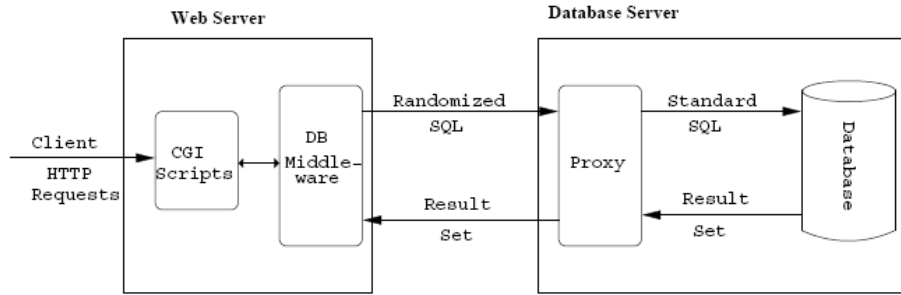 Web Server
Database Server
Client
HTTP
Requests
CGI
Scripts
DB
Middle-
ware
Randomized
SQL
Result
Set
Proxy
Standard
SQL
Result
Set
Database